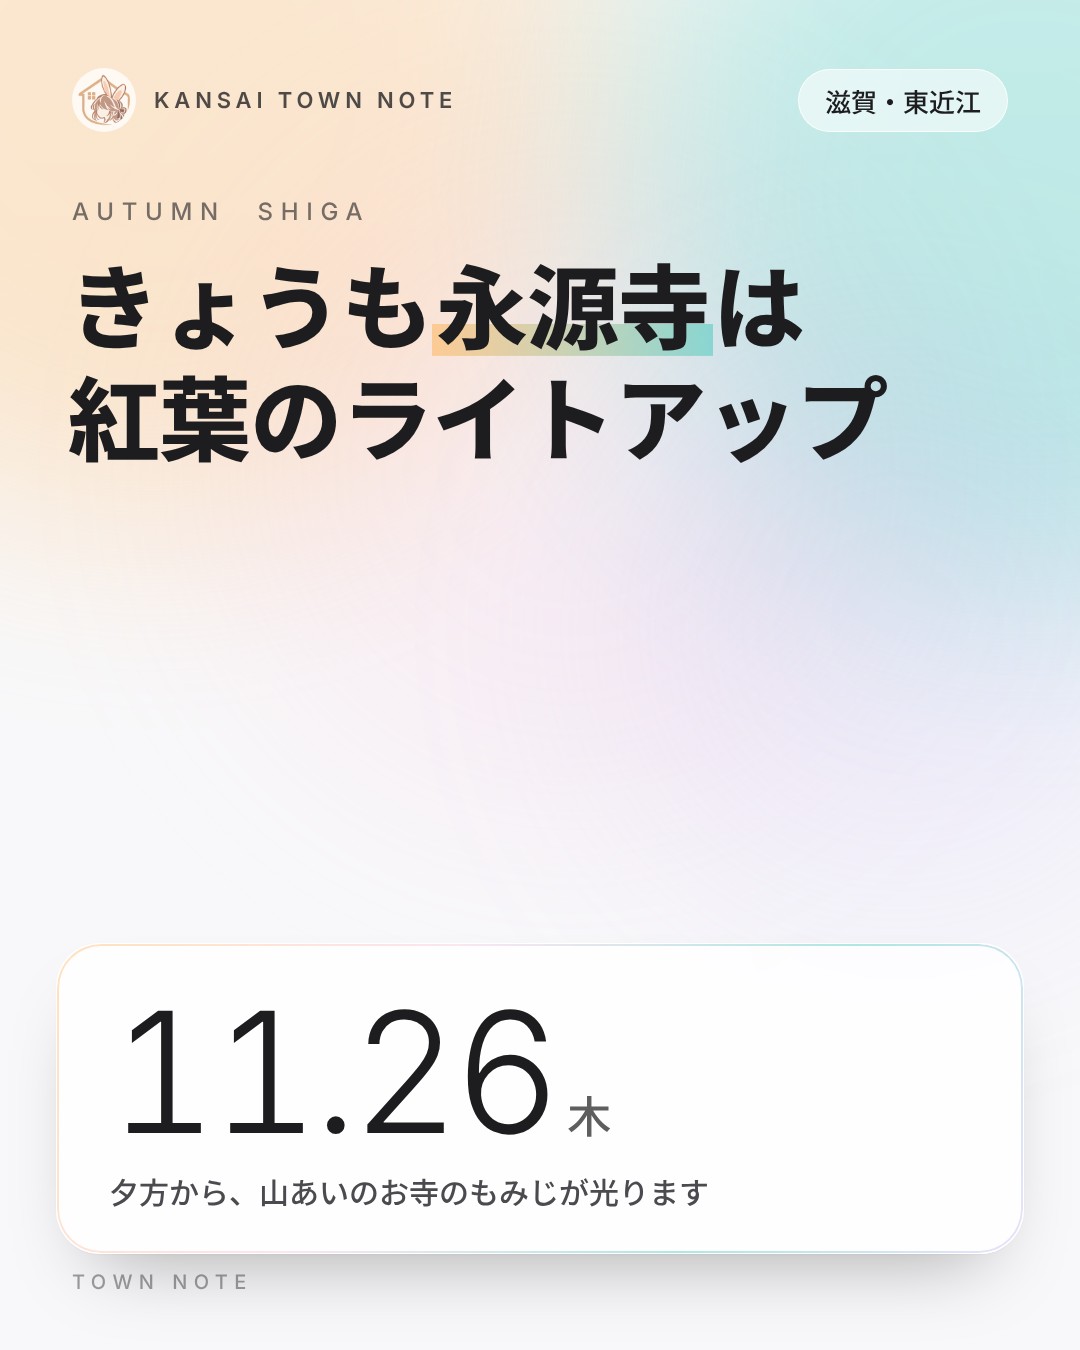 KANSAI TOWN NOTE
滋賀・東近江
AUTUMN SHIGA
きょうも永源寺は
紅葉のライトアップ
11.26 木
夕方から、山あいのお寺のもみじが光ります
TOWN NOTE